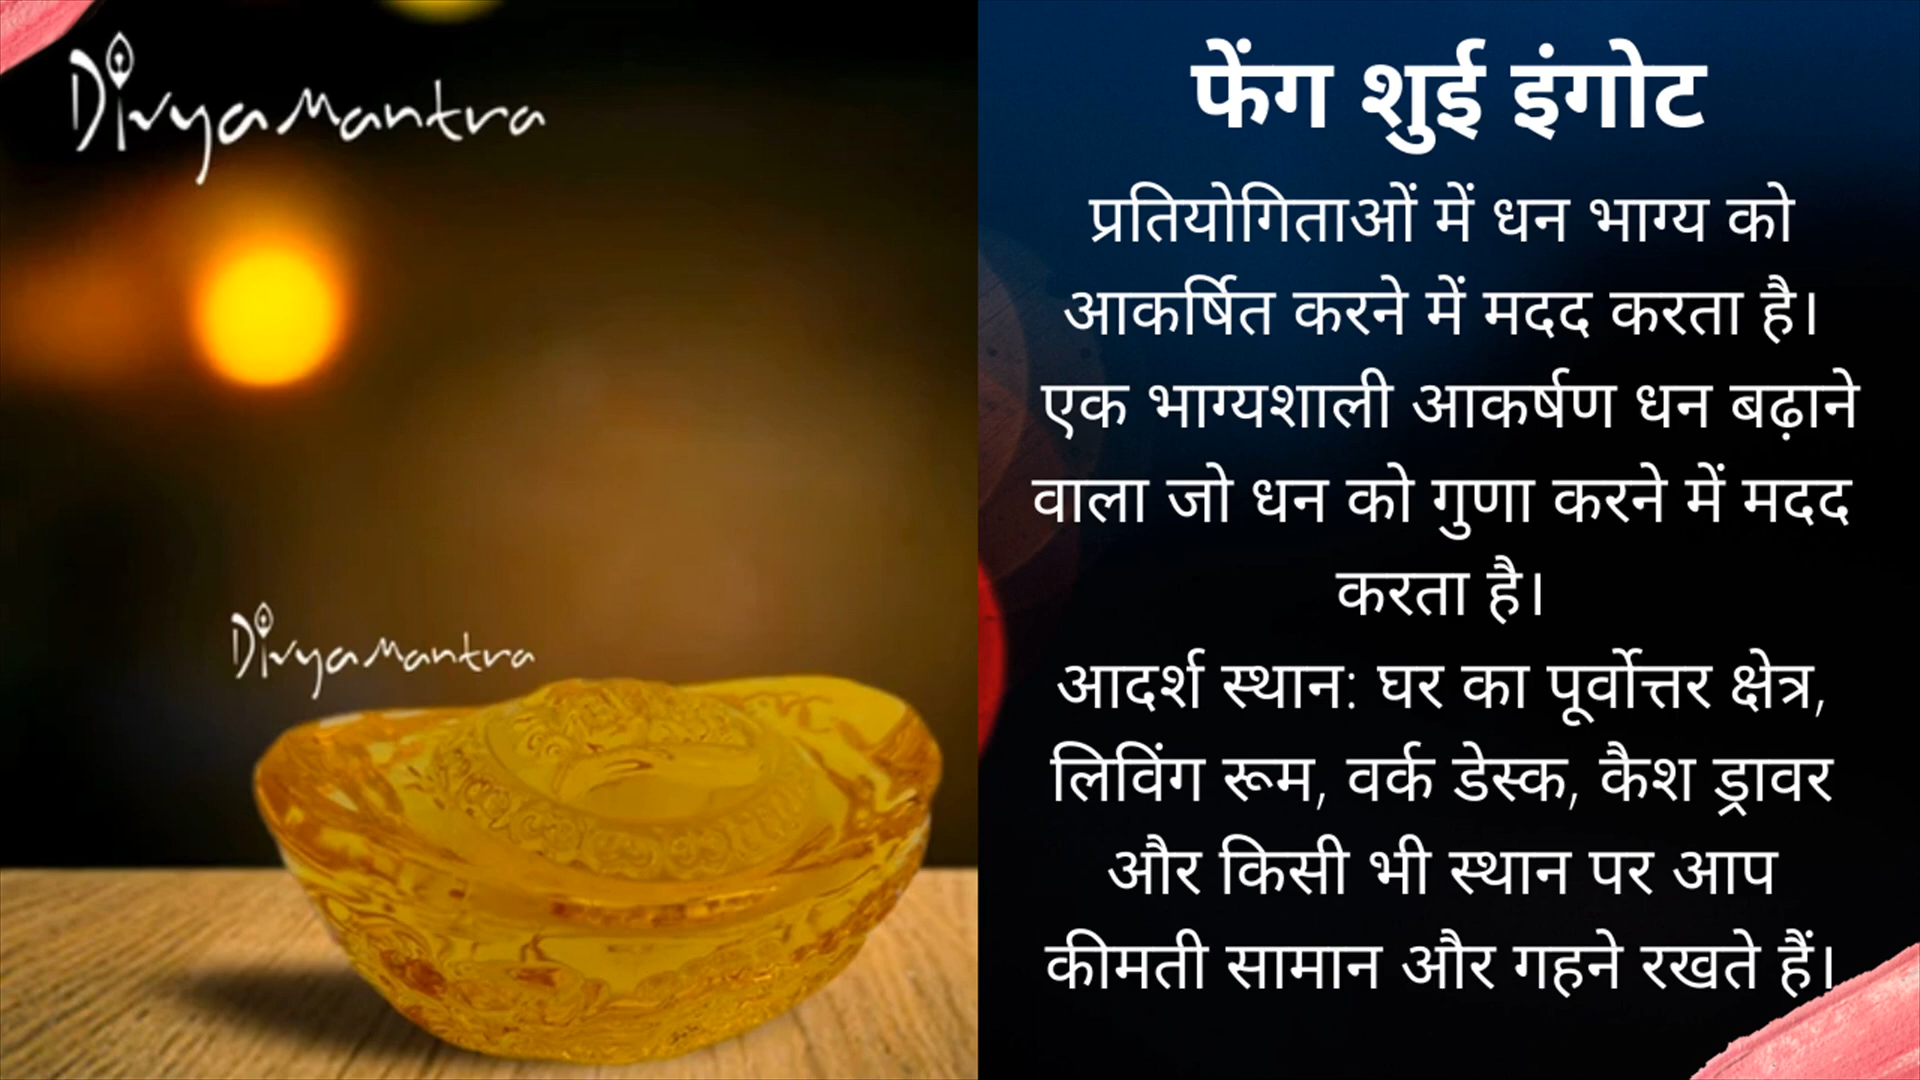 DivyaMantra
DivyaMantra
फेंग शुई इंगोट
प्रतियोगिताओं में धन भाग्य को
आकर्षित करने में मदद करता है।
एक भाग्यशाली आकर्षण धन बढ़ाने
वाला जो धन को गुणा करने में मदद
करता है।
आदर्श स्थान: घर का पूर्वोत्तर क्षेत्र,
लिविंग रूम, वर्क डेस्क, कैश ड्रावर
और किसी भी स्थान पर आप
कीमती सामान और गहने रखते हैं।